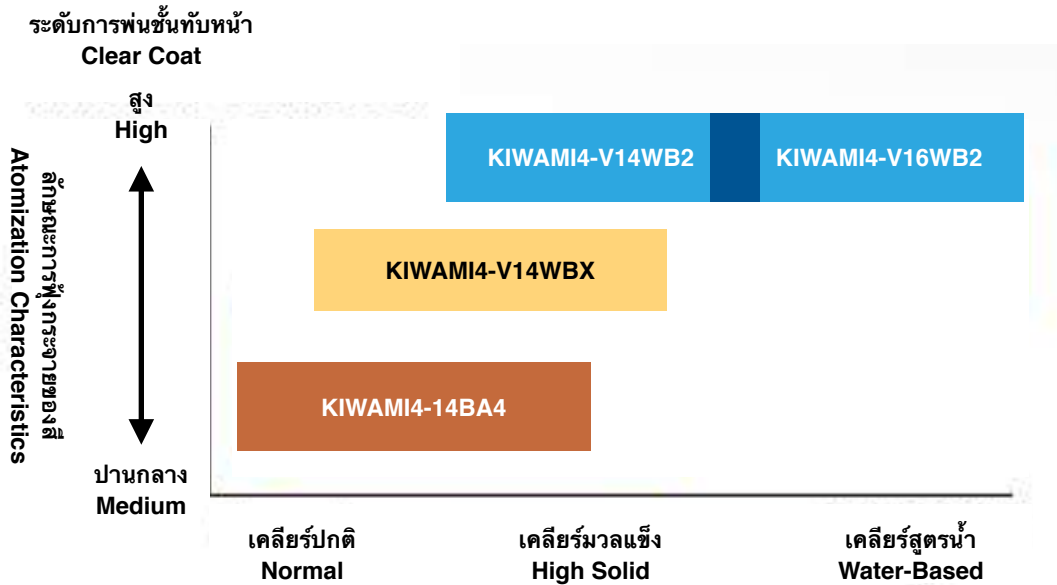 ระดับการพ่นชั้นทับหน้า
Clear Coat
สูง
High
ลักษณะการฟุ้งกระจายของสี
Atomization Characteristics
KIWAMI4-V14WB2
KIWAMI4-V16WB2
KIWAMI4-V14WBX
KIWAMI4-14BA4
ปานกลาง
Medium
เคลียร์ปกติ
Normal
เคลียร์มวลแข็ง
High Solid
เคลียร์สูตรน้ำ
Water-Based